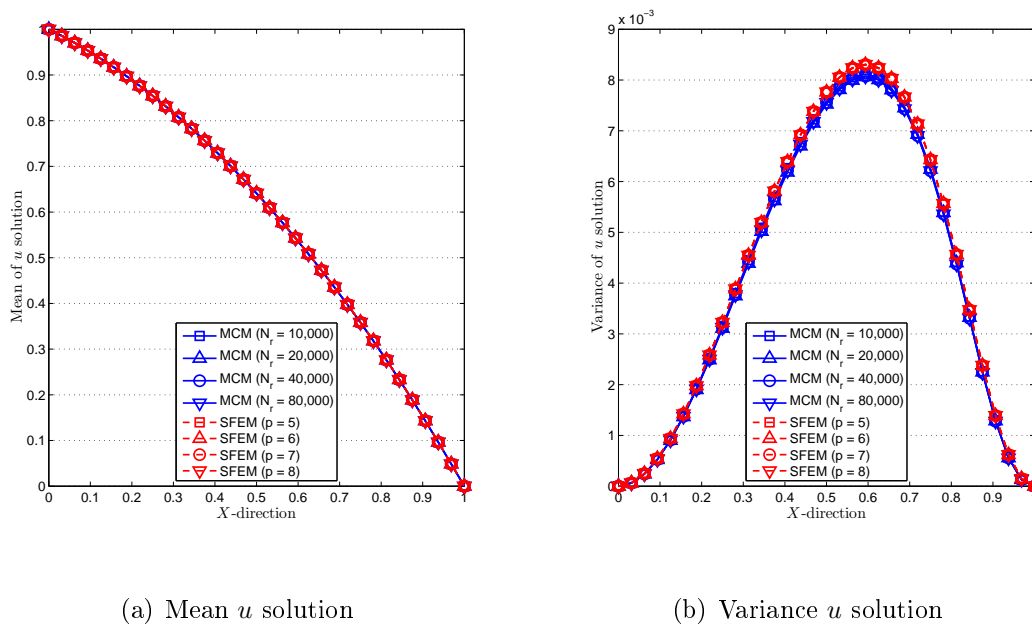 1
0.9
0.8
0.7
0.6
0.5
0.4
0.3
0.2
0.1
0
0 0.1 0.2 0.3 0.4 0.5 0.6 0.7 0.8 0.9 1
X-direction
Mean of u solution
MCM (N_r = 10,000)
MCM (N_r = 20,000)
MCM (N_r = 40,000)
MCM (N_r = 80,000)
SFEM (p = 5)
SFEM (p = 6)
SFEM (p = 7)
SFEM (p = 8)
(a) Mean u solution
x 10^-3
9
8
7
6
5
4
3
2
1
0
0 0.1 0.2 0.3 0.4 0.5 0.6 0.7 0.8 0.9 1
X-direction
Variance of u solution
MCM (N_r = 10,000)
MCM (N_r = 20,000)
MCM (N_r = 40,000)
MCM (N_r = 80,000)
SFEM (p = 5)
SFEM (p = 6)
SFEM (p = 7)
SFEM (p = 8)
(b) Variance u solution